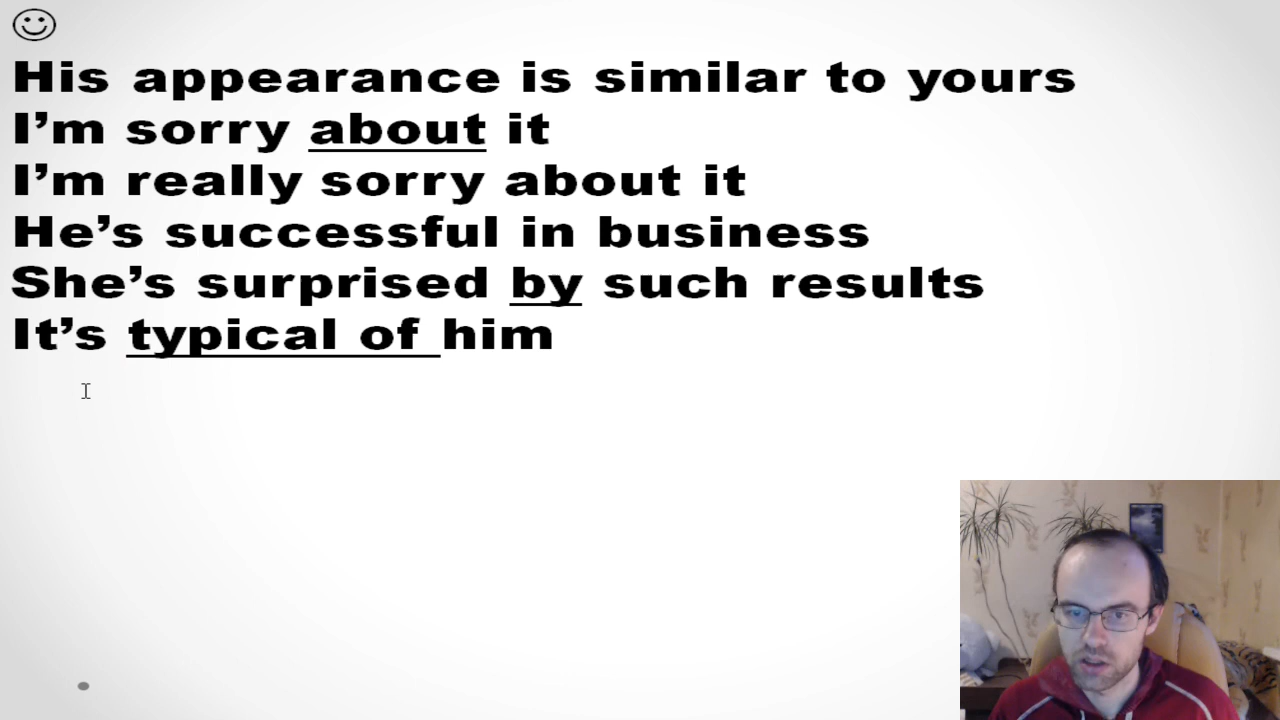 His appearance is similar to yours
I’m sorry about it
I’m really sorry about it
He’s successful in business
She’s surprised by such results
It’s typical of him